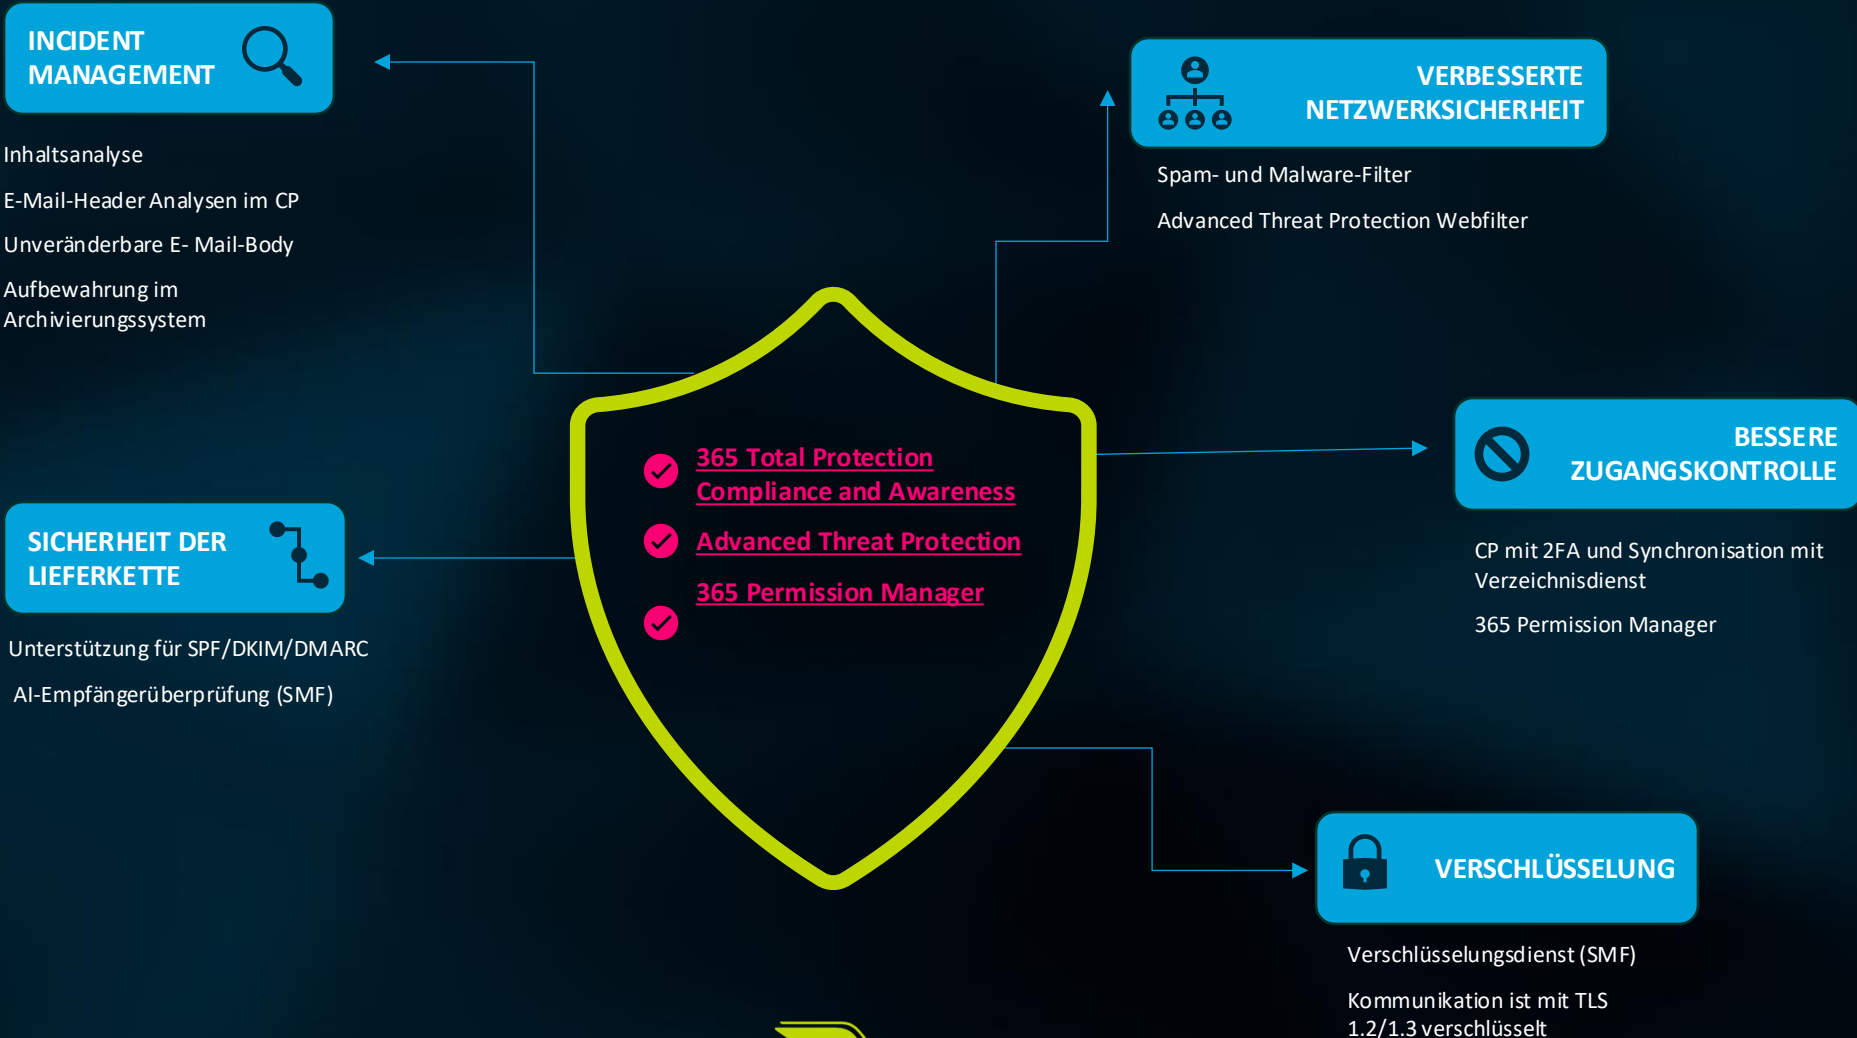 INCIDENT
MANAGEMENT
Inhaltsanalyse
E-Mail-Header Analysen im CP
Unveränderbare E- Mail-Body
Aufbewahrung im
Archivierungssystem
VERBESSERTE
NETZWERKSICHERHEIT
Spam- und Malware-Filter
Advanced Threat Protection Webfilter
365 Total Protection
Compliance and Awareness
Advanced Threat Protection
365 Permission Manager
BESSERE
ZUGANGSKONTROLLE
CP mit 2FA und Synchronisation mit
Verzeichnisdienst
365 Permission Manager
SICHERHEIT DER
LIEFERKETTE
Unterstützung für SPF/DKIM/DMARC
AI-Empfängerüberprüfung (SMF)
VERSCHLÜSSELUNG
Verschlüsselungsdienst (SMF)
Kommunikation ist mit TLS
1.2/1.3 verschlüsselt